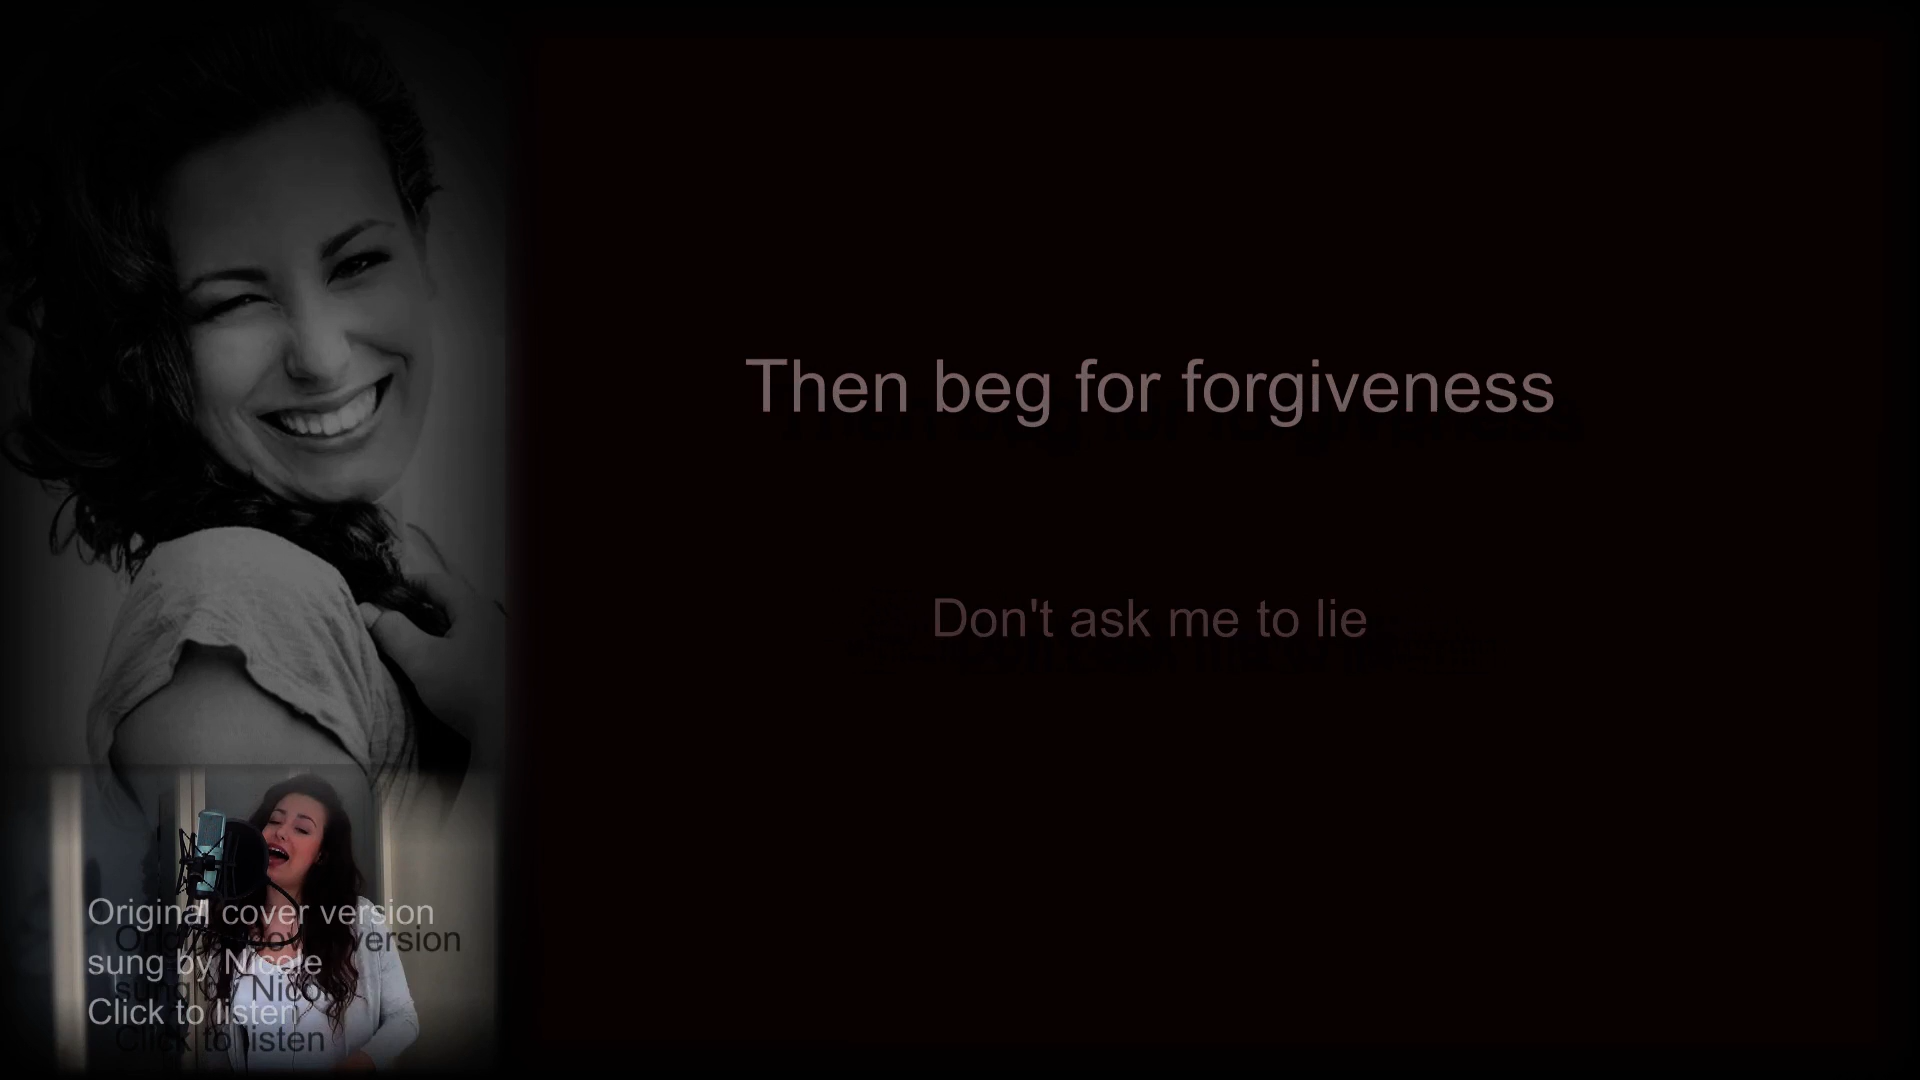 Then beg for forgiveness
Don't ask me to lie
Original cover version
sung by Nicole
Click to listen